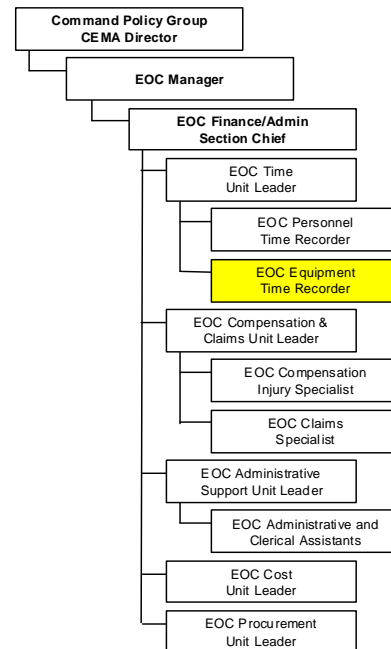 Command Policy Group
CEMA Director
EOC Manager
EOC Finance/Admin
Section Chief
EOC Time
Unit Leader
EOC Personnel
Time Recorder
EOC Equipment
Time Recorder
EOC Compensation &
Claims Unit Leader
EOC Compensation
Injury Specialist
EOC Claims
Specialist
EOC Administrative
Support Unit Leader
EOC Administrative and
Clerical Assistants
EOC Cost
Unit Leader
EOC Procurement
Unit Leader